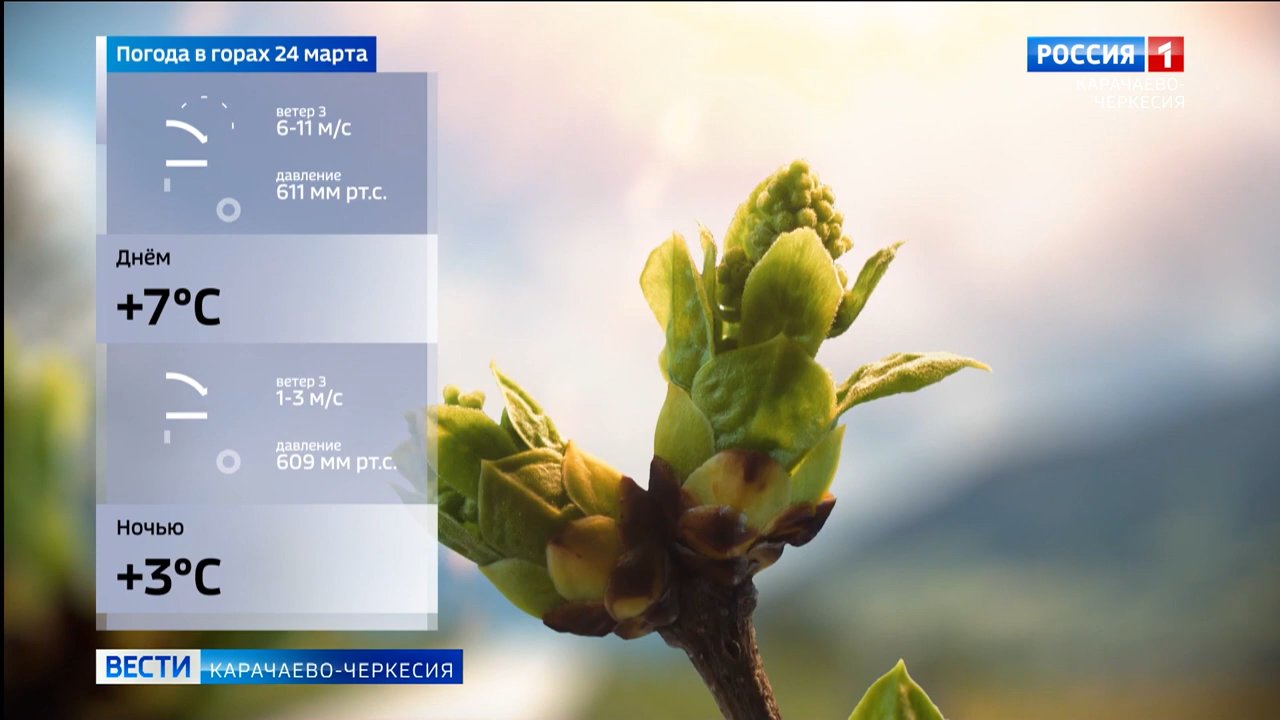 Погода в горах 24 марта
РОССИЯ 1
КАРАЧАЕВО-
ЧЕРКЕСИЯ
ветер З
6-11 м/с
давление
611 мм рт.с.
Днём
+7°C
ветер З
1-3 м/с
давление
609 мм рт.с.
Ночью
+3°C
ВЕСТИ КАРАЧАЕВО-ЧЕРКЕСИЯ